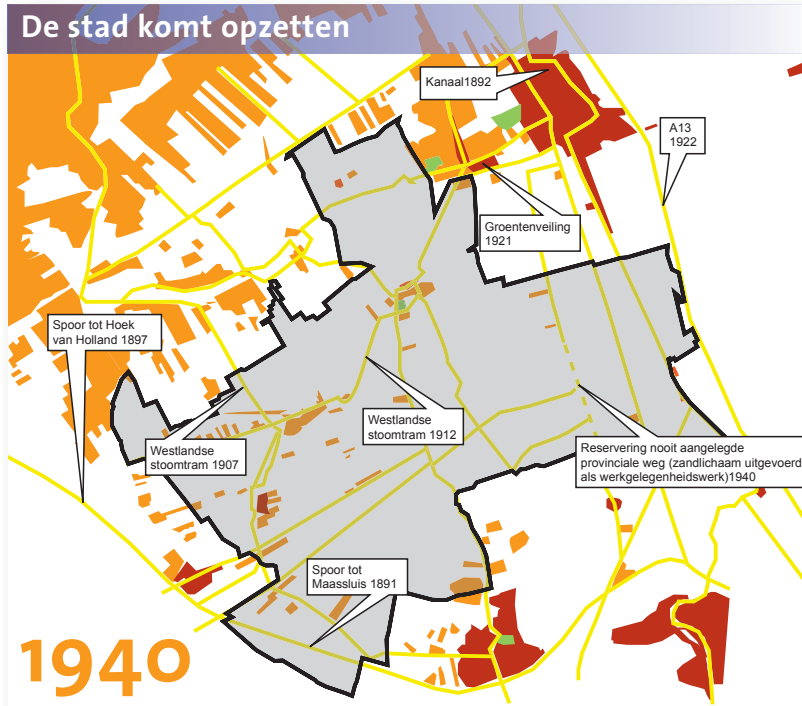 De stad komt opzetten
Kanaal1892
A13
1922
Groentenveiling
1921
Spoor tot Hoek
van Holland 1897
Westlandse
stoomtram 1907
Westlandse
stoomtram 1912
Reservering nooit aangelegde
provinciale weg (zandlichaam uitgevoerd
als werkgelegenheidswerk)1940
Spoor tot
Maassluis 1891
1940